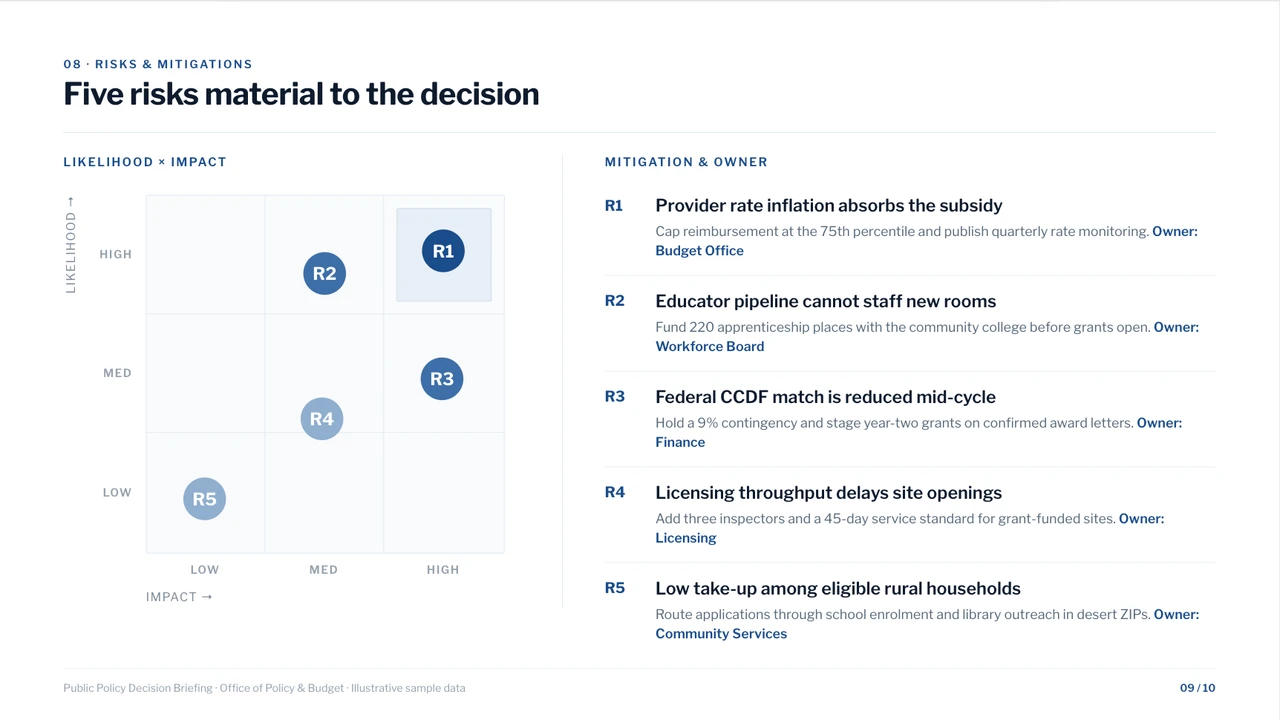 08 · RISKS & MITIGATIONS
Five risks material to the decision
LIKELIHOOD × IMPACT
LIKELIHOOD →
HIGH
MED
LOW
R1
R2
R3
R4
R5
LOW
MED
HIGH
IMPACT →
MITIGATION & OWNER
R1
Provider rate inflation absorbs the subsidy
Cap reimbursement at the 75th percentile and publish quarterly rate monitoring. Owner:
Budget Office
R2
Educator pipeline cannot staff new rooms
Fund 220 apprenticeship places with the community college before grants open. Owner:
Workforce Board
R3
Federal CCDF match is reduced mid-cycle
Hold a 9% contingency and stage year-two grants on confirmed award letters. Owner:
Finance
R4
Licensing throughput delays site openings
Add three inspectors and a 45-day service standard for grant-funded sites. Owner:
Licensing
R5
Low take-up among eligible rural households
Route applications through school enrolment and library outreach in desert ZIPs. Owner:
Community Services
Public Policy Decision Briefing · Office of Policy & Budget · Illustrative sample data
09 / 10